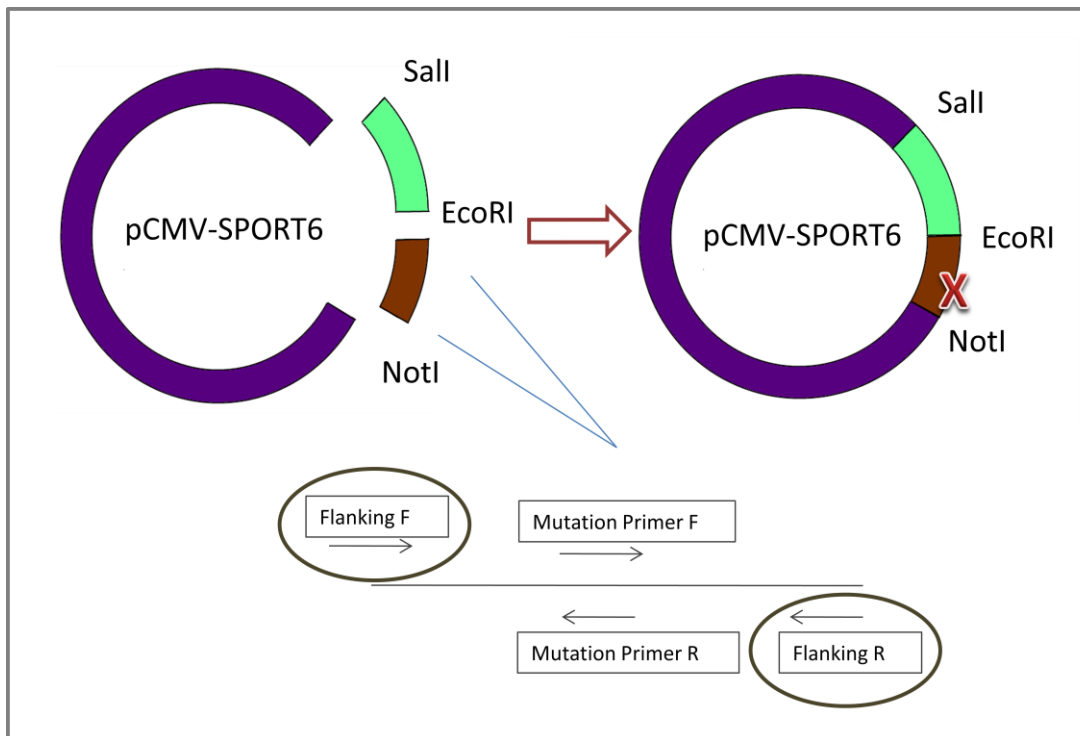 SalI
pCMV-SPORT6
EcoRI
NotI
SalI
pCMV-SPORT6
EcoRI
X
NotI
Flanking F
Mutation Primer F
Mutation Primer R
Flanking R